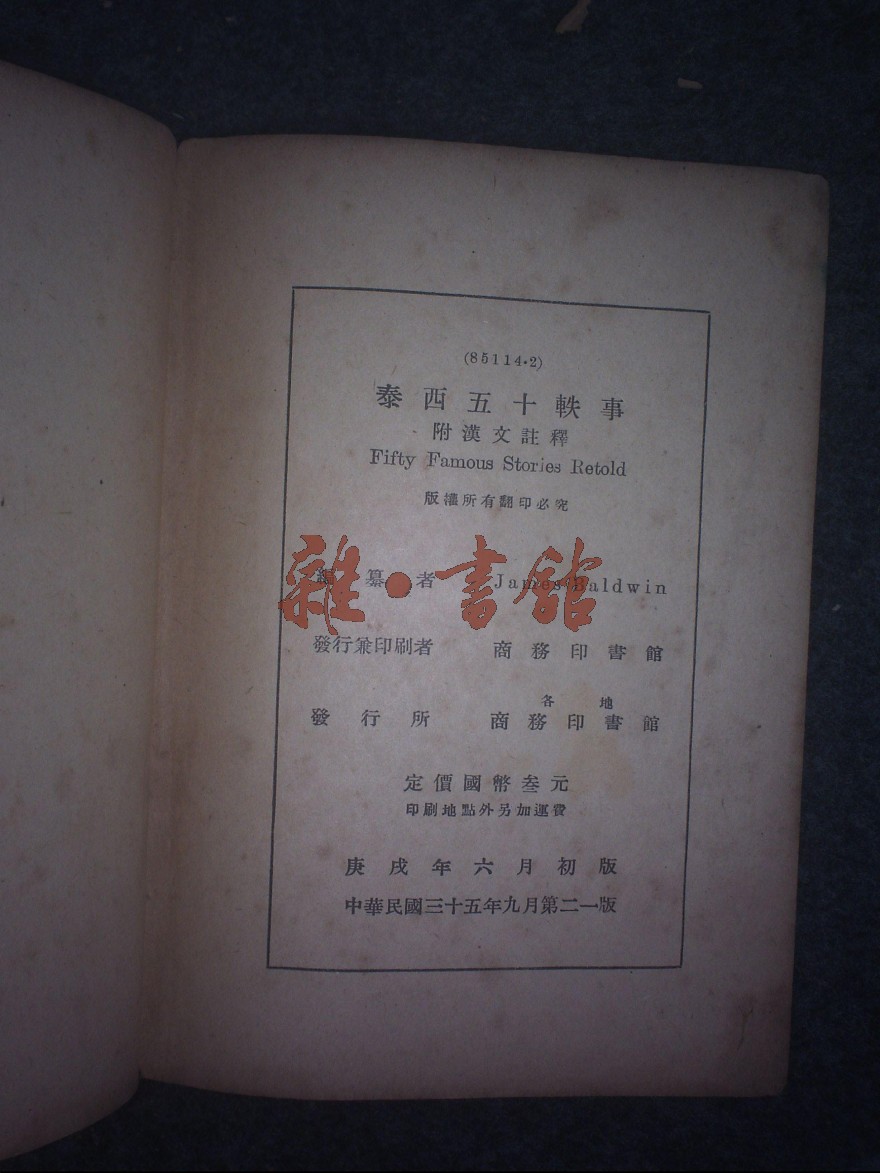 (85114·2)
泰西五十軼事
附漢文註釋
Fifty Famous Stories Retold
版權所有翻印必究
編纂者 James Baldwin
雜·書館
發行兼印刷者 商務印書館
各地
發行所 商務印書館
定價國幣叁元
印刷地點外另加運費
庚戌年六月初版
中華民國三十五年九月第二一版